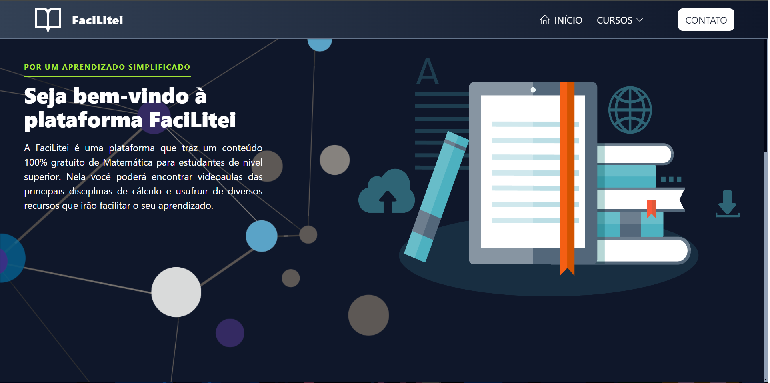 FaciLitei
INÍCIO CURSOS CONTATO
POR UM APRENDIZADO SIMPLIFICADO
Seja bem-vindo à
plataforma FaciLitei
A FaciLitei é uma plataforma que traz um conteúdo
100% gratuito de Matemática para estudantes de nível
superior. Nela você poderá encontrar videoaulas das
principais disciplinas de cálculo e usufruir de diversos
recursos que irão facilitar o seu aprendizado.
A